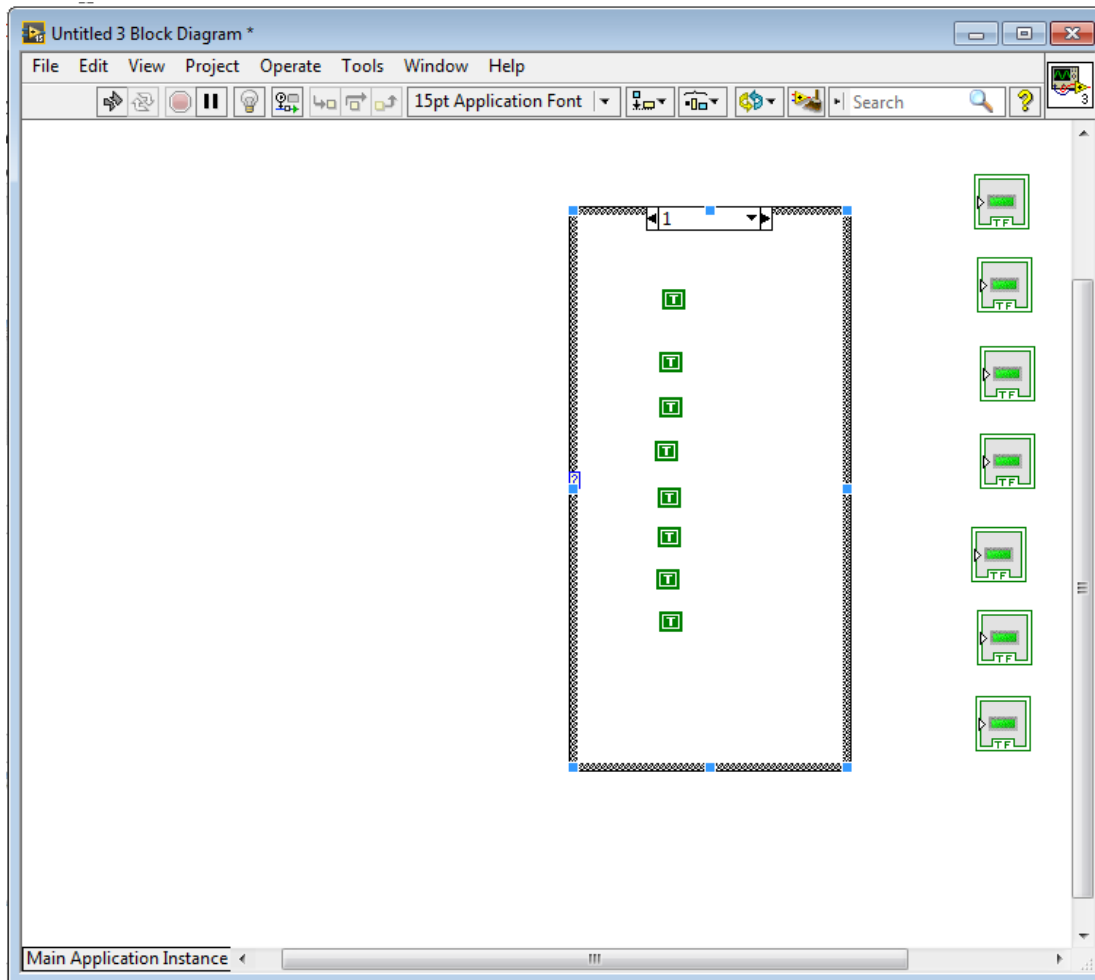 Untitled 3 Block Diagram *
File Edit View Project Operate Tools Window Help
15pt Application Font
Search
?
3
1
TF
T
TF
T
TF
T
T
TF
?
T
T
TF
T
T
TF
TF
Main Application Instance